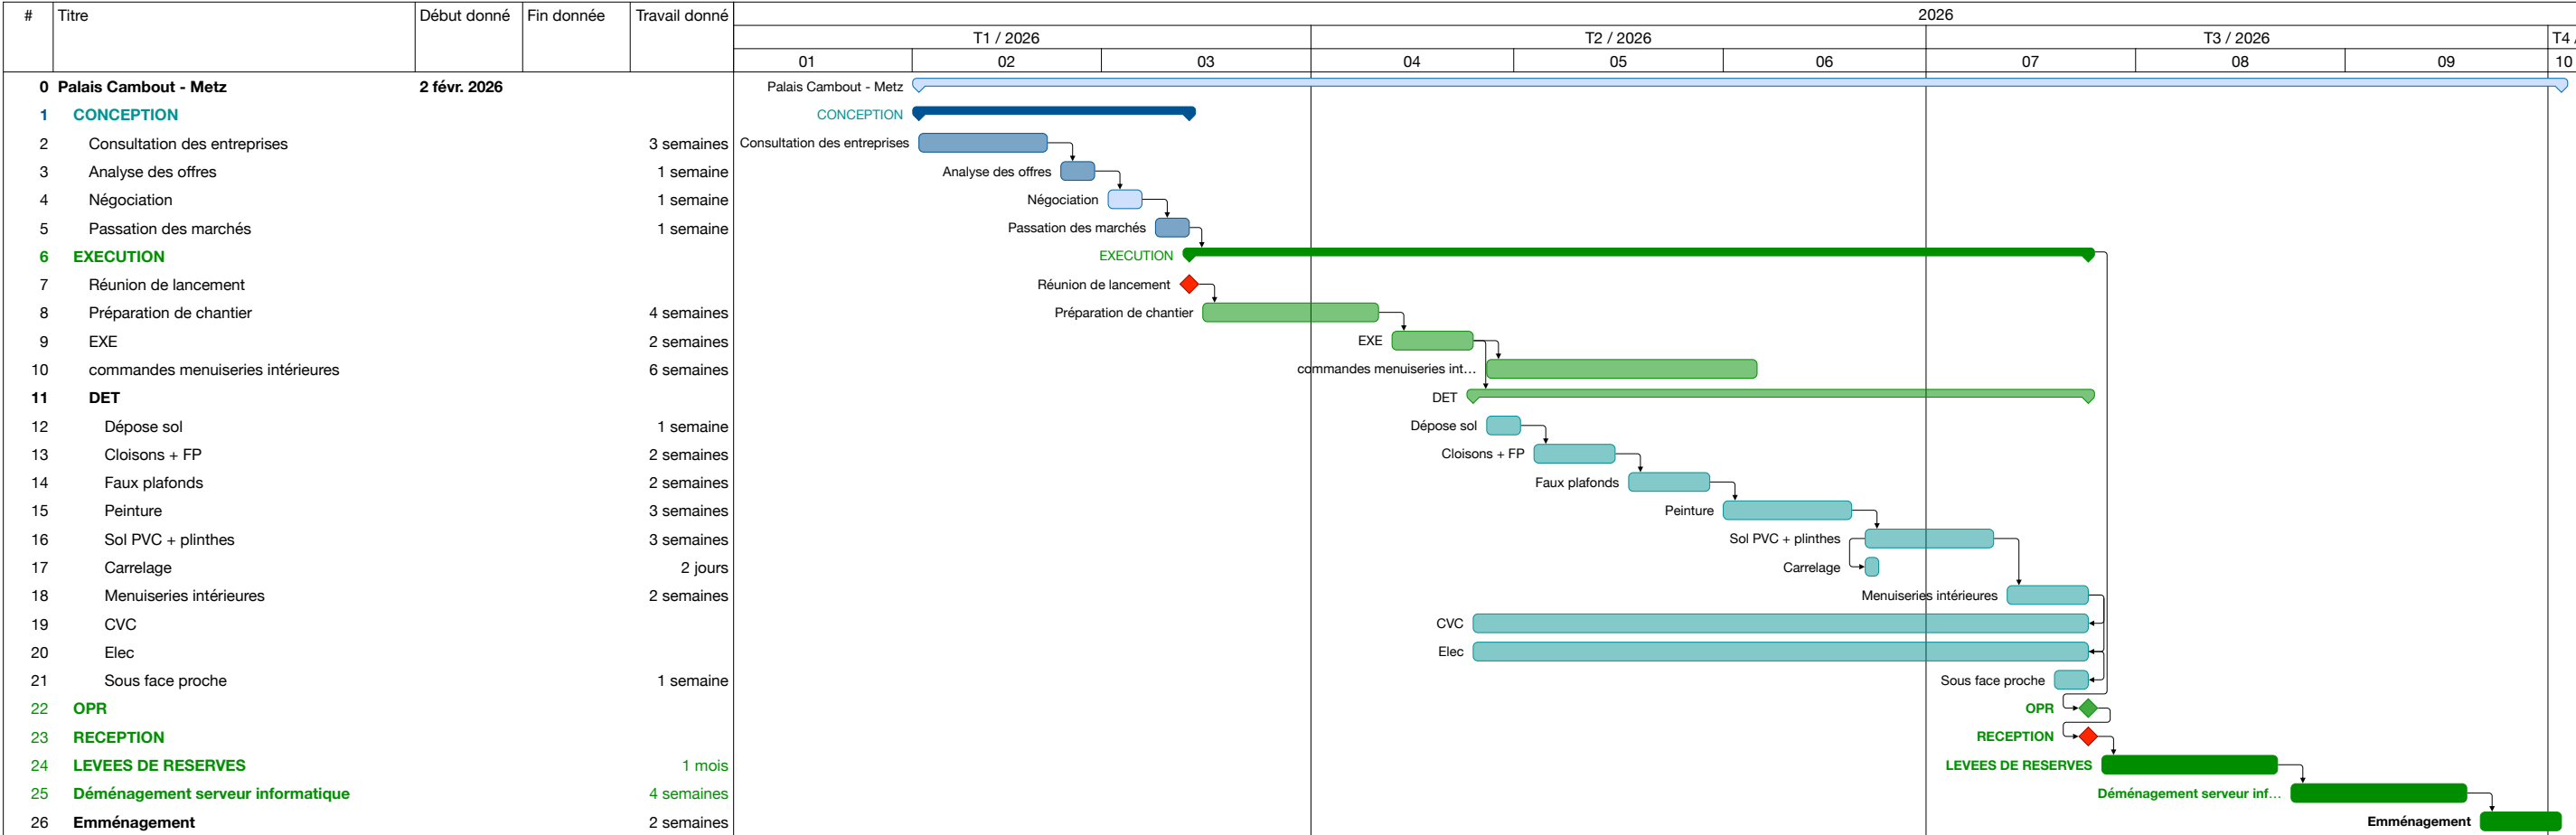 # Titre Début donné Fin donnée Travail donné 2026
T1 / 2026 T2 / 2026 T3 / 2026 T4 /
01 02 03 04 05 06 07 08 09 10
0 Palais Cambout - Metz 2 févr. 2026 Palais Cambout - Metz
1 CONCEPTION CONCEPTION
2 Consultation des entreprises 3 semaines Consultation des entreprises
3 Analyse des offres 1 semaine Analyse des offres
4 Négociation 1 semaine Négociation
5 Passation des marchés 1 semaine Passation des marchés
6 EXECUTION EXECUTION
7 Réunion de lancement Réunion de lancement
8 Préparation de chantier 4 semaines Préparation de chantier
9 EXE 2 semaines EXE
10 commandes menuiseries intérieures 6 semaines commandes menuiseries int...
11 DET DET
12 Dépose sol 1 semaine Dépose sol
13 Cloisons + FP 2 semaines Cloisons + FP
14 Faux plafonds 2 semaines Faux plafonds
15 Peinture 3 semaines Peinture
16 Sol PVC + plinthes 3 semaines Sol PVC + plinthes
17 Carrelage 2 jours Carrelage
18 Menuiseries intérieures 2 semaines Menuiseries intérieures
19 CVC CVC
20 Elec Elec
21 Sous face proche 1 semaine Sous face proche
22 OPR OPR
23 RECEPTION RECEPTION
24 LEVEES DE RESERVES 1 mois LEVEES DE RESERVES
25 Déménagement serveur informatique 4 semaines Déménagement serveur inf...
26 Emménagement 2 semaines Emménagement